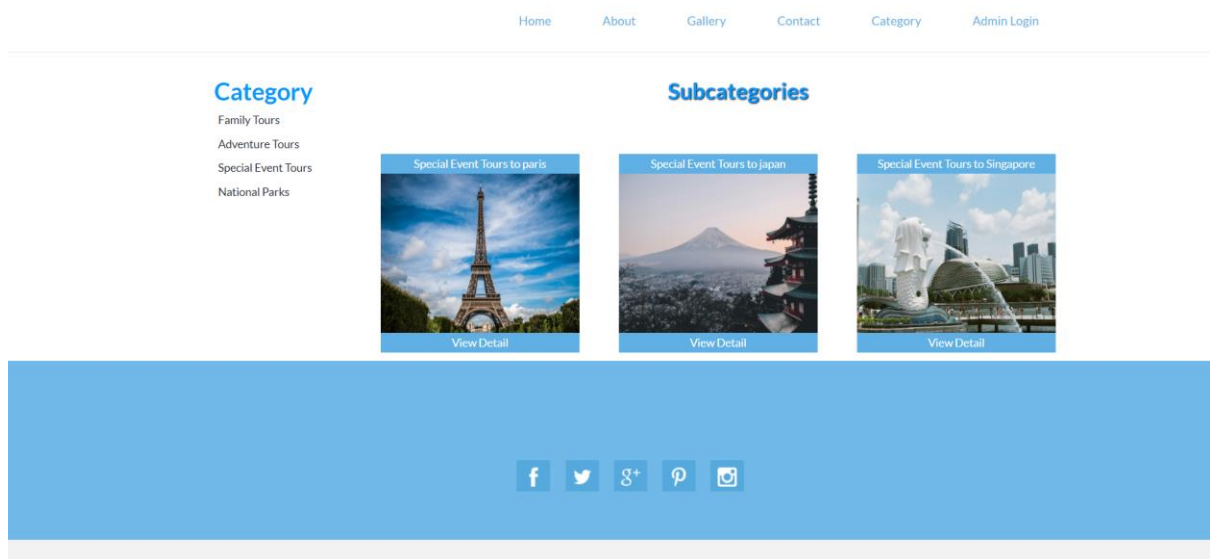 Home About Gallery Contact Category Admin Login
Category
Family Tours
Adventure Tours
Special Event Tours
National Parks
Subcategories
Special Event Tours to paris
View Detail
Special Event Tours to japan
View Detail
Special Event Tours to Singapore
View Detail